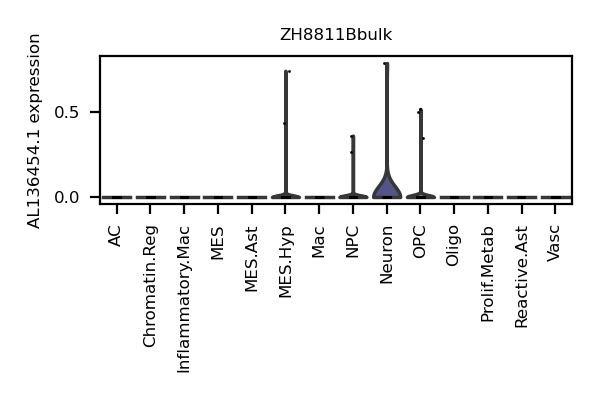 ZH8811Bbulk
AL136454.1 expression
0.5
0.0
AC
Chromatin.Reg
Inflammatory.Mac
MES
MES.Ast
MES.Hyp
Mac
NPC
Neuron
OPC
Oligo
Prolif.Metab
Reactive.Ast
Vasc